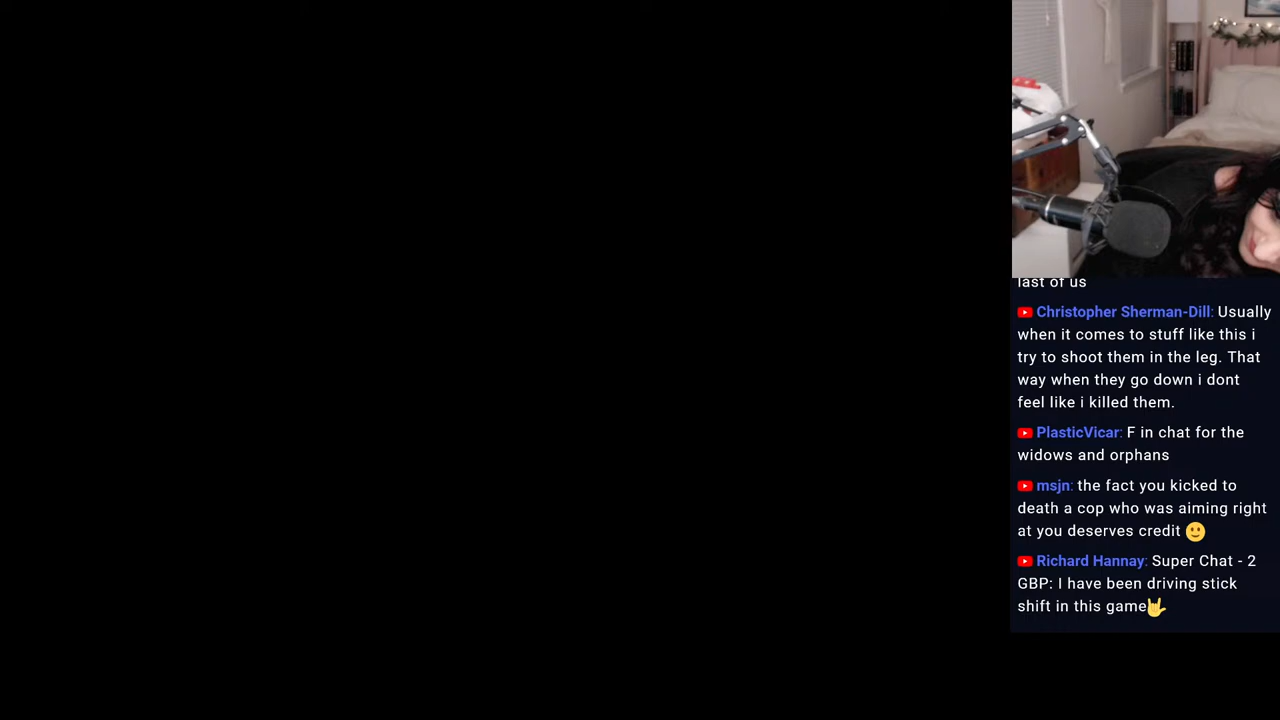 last of us
Christopher Sherman-Dill: Usually
when it comes to stuff like this i
try to shoot them in the leg. That
way when they go down i dont
feel like i killed them.
PlasticVicar: F in chat for the
widows and orphans
msjn: the fact you kicked to
death a cop who was aiming right
at you deserves credit 🙂
Richard Hannay: Super Chat - 2
GBP: I have been driving stick
shift in this game🤟